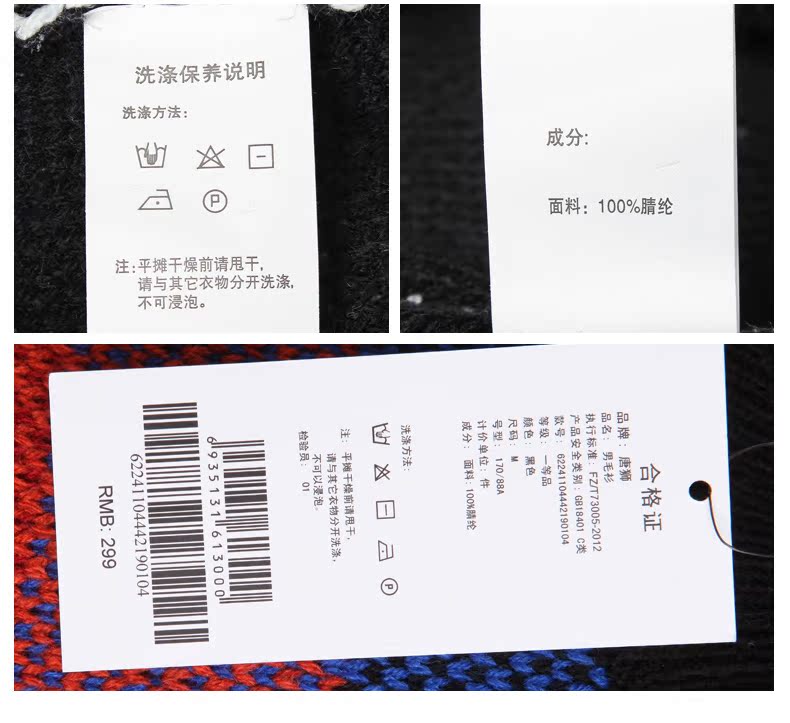 洗涤保养说明
洗涤方法:
P
注:平摊干燥前请甩干,
请与其它衣物分开洗涤,
不可浸泡。
成分:
面料: 100%腈纶
合格证
品牌: 唐狮
品名: 男毛衫
执行标准: FZ/T73005-2012
产品安全类别: GB18401 C类
款号: 62241104442190104
等级: 一等品
颜色: 黑色
尺码: M
号型: 170/88A
计价单位: 件
成分: 面料:100%腈纶
洗涤方法:
P
注: 平摊干燥前请甩干,
请与其它衣物分开洗涤,
不可以浸泡.
检验员: 01
6935131613000
62241104442190104
RMB: 299